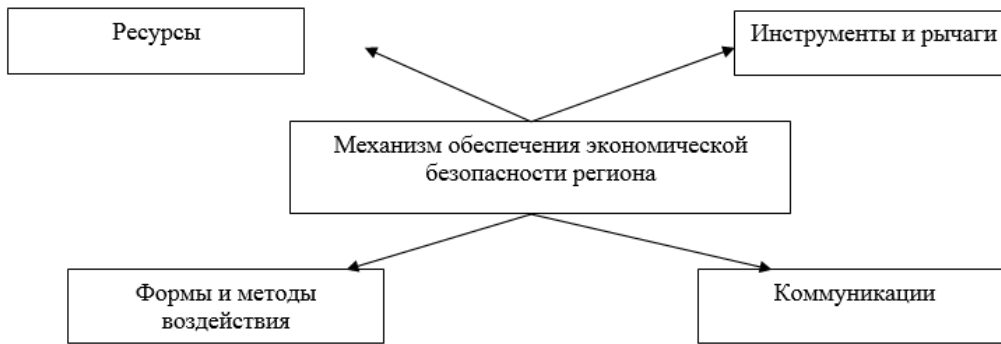 Ресурсы
Инструменты и рычаги
Механизм обеспечения экономической
безопасности региона
Формы и методы
воздействия
Коммуникации